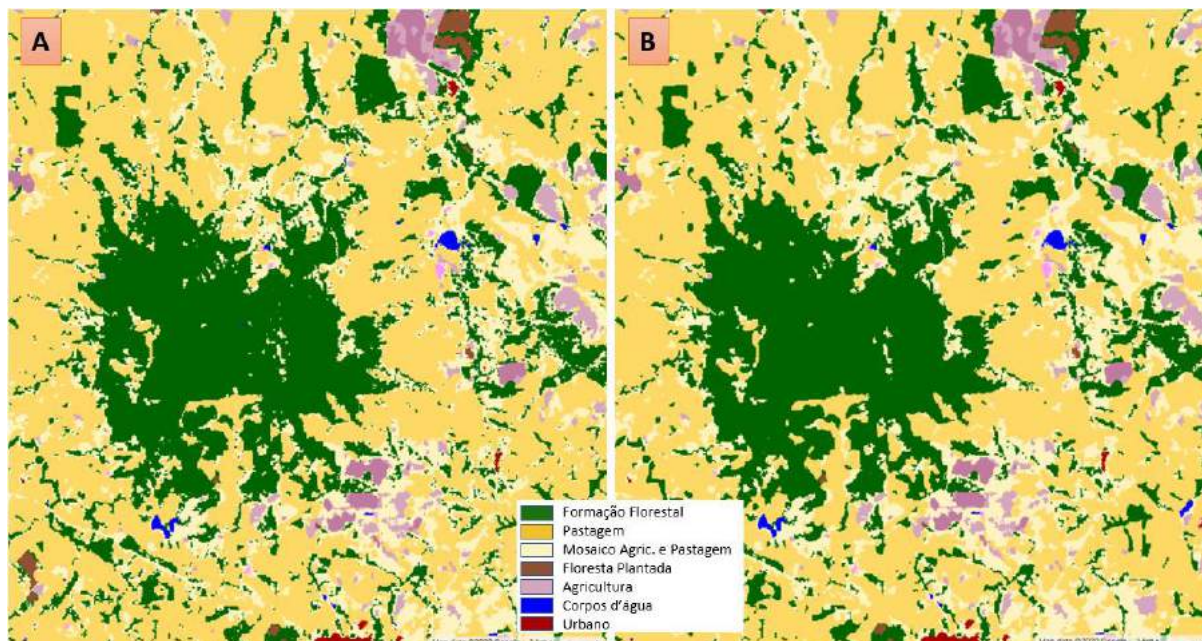 A
B
Formação Florestal
Pastagem
Mosaico Agric. e Pastagem
Floresta Plantada
Agricultura
Corpos d'água
Urbano